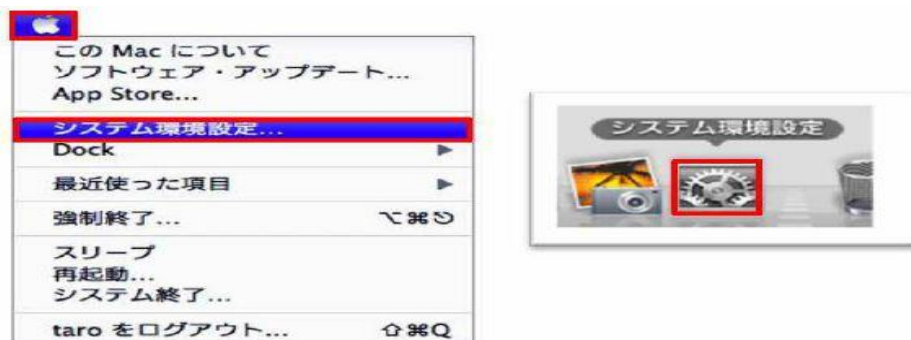 この Mac について
ソフトウェア・アップデート...
App Store...
システム環境設定...
Dock ▶
最近使った項目 ▶
強制終了... ⌥⌘⎋
スリープ
再起動...
システム終了...
taro をログアウト... ⇧⌘Q
システム環境設定